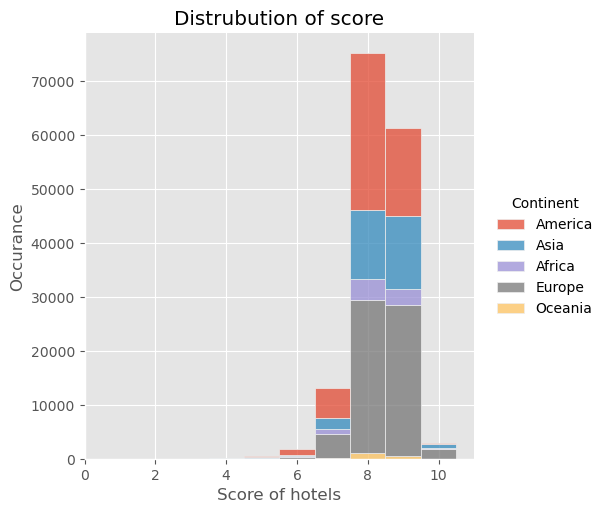 Distrubution of score
70000
60000
50000
40000
30000
20000
10000
0
Occurance
0 2 4 6 8 10
Score of hotels
Continent
America
Asia
Africa
Europe
Oceania